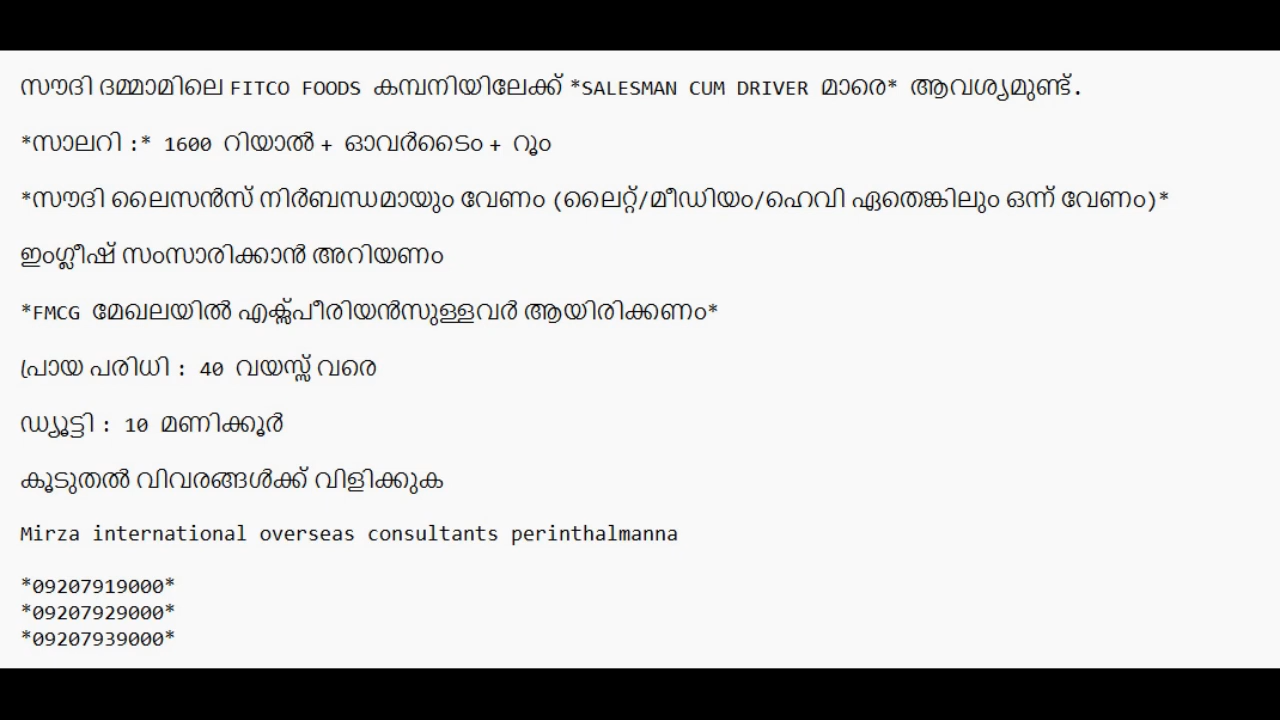 സൗദി ദമ്മാമിലെ FITCO FOODS കമ്പനിയിലേക്ക് *SALESMAN CUM DRIVER മാരെ* ആവശ്യമുണ്ട്.
*സാലറി :* 1600 റിയാൽ + ഓവർടൈം + റൂം
*സൗദി ലൈസൻസ് നിർബന്ധമായും വേണം (ലൈറ്റ്/മീഡിയം/ഹെവി ഏതെങ്കിലും ഒന്ന് വേണം)*
ഇംഗ്ലീഷ് സംസാരിക്കാൻ അറിയണം
*FMCG മേഖലയിൽ എക്സ്പീരിയൻസുള്ളവർ ആയിരിക്കണം*
പ്രായ പരിധി : 40 വയസ്സ് വരെ
ഡ്യൂട്ടി : 10 മണിക്കൂർ
കൂടുതൽ വിവരങ്ങൾക്ക് വിളിക്കുക
Mirza international overseas consultants perinthalmanna
*09207919000*
*09207929000*
*09207939000*